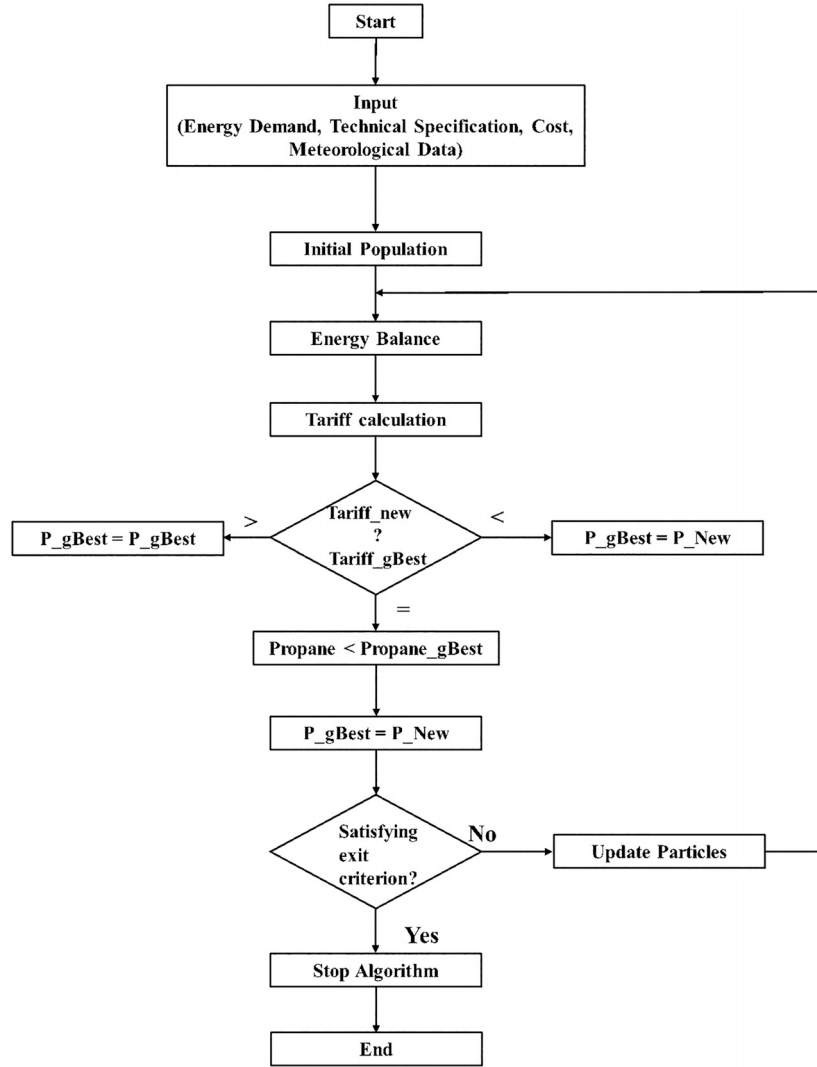 Start
Input
(Energy Demand, Technical Specification, Cost,
Meteorological Data)
Initial Population
Energy Balance
Tariff calculation
Tariff_new
?
Tariff_gBest
>
<
P_gBest = P_gBest
P_gBest = P_New
=
Propane < Propane_gBest
P_gBest = P_New
Satisfying
exit
criterion?
No
Update Particles
Yes
Stop Algorithm
End